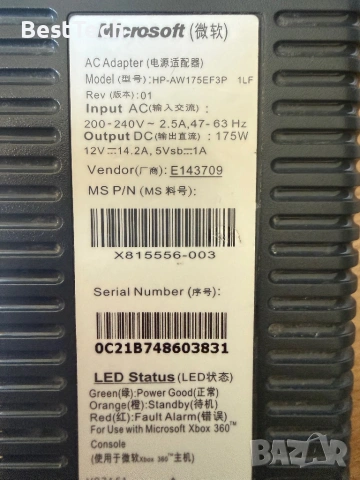 Best
Microsoft (微软)
AC Adapter (电源适配器)
Model (型号):HP-AW175EF3P 1LF
Rev (版本):01
Input AC(输入交流):
200-240V~ 2.5A,47-63Hz
Output DC(输出直流):175W
12V⎓14.2A, 5Vsb⎓1A
Vendor(厂商): E143709
MS P/N (MS 料号):
X815556-003
Serial Number (序号):
0C21B748603831
LED Status (LED状态)
Green(绿):Power Good(正常)
Orange(橙):Standby(待机)
Red(红):Fault Alarm(错误)
For Use with Microsoft Xbox 360™
Console
(使用于微软Xbox 360™主机)
BAZAR